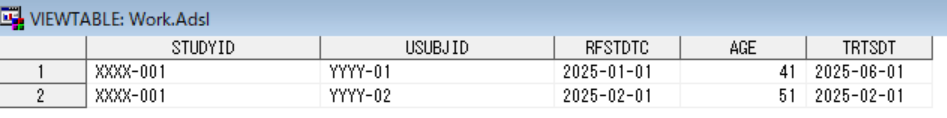 VIEWTABLE: Work.Adsl
STUDYID USUBJID RFSTDTC AGE TRTSDT
1 XXXX-001 YYYY-01 2025-01-01 41 2025-06-01
2 XXXX-001 YYYY-02 2025-02-01 51 2025-02-01